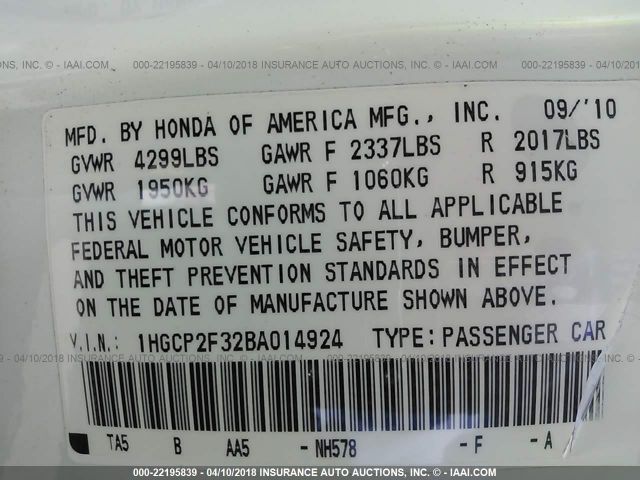 000-22195839 - 04/10/2018 - INSURANCE AUTO AUCTIONS, INC. - © IAAI.COM
MFD. BY HONDA OF AMERICA MFG., INC. 09/'10
GVWR 4299LBS GAWR F 2337LBS R 2017LBS
GVWR 1950KG GAWR F 1060KG R 915KG
THIS VEHICLE CONFORMS TO ALL APPLICABLE
FEDERAL MOTOR VEHICLE SAFETY, BUMPER,
AND THEFT PREVENTION STANDARDS IN EFFECT
ON THE DATE OF MANUFACTURE SHOWN ABOVE.
V.I.N.: 1HGCP2F32BA014924 TYPE: PASSENGER CAR
TA5 B AA5 -NH578 -F -A
000-22195839 - 04/10/2018 - INSURANCE AUTO AUCTIONS, INC. - © IAAI.COM